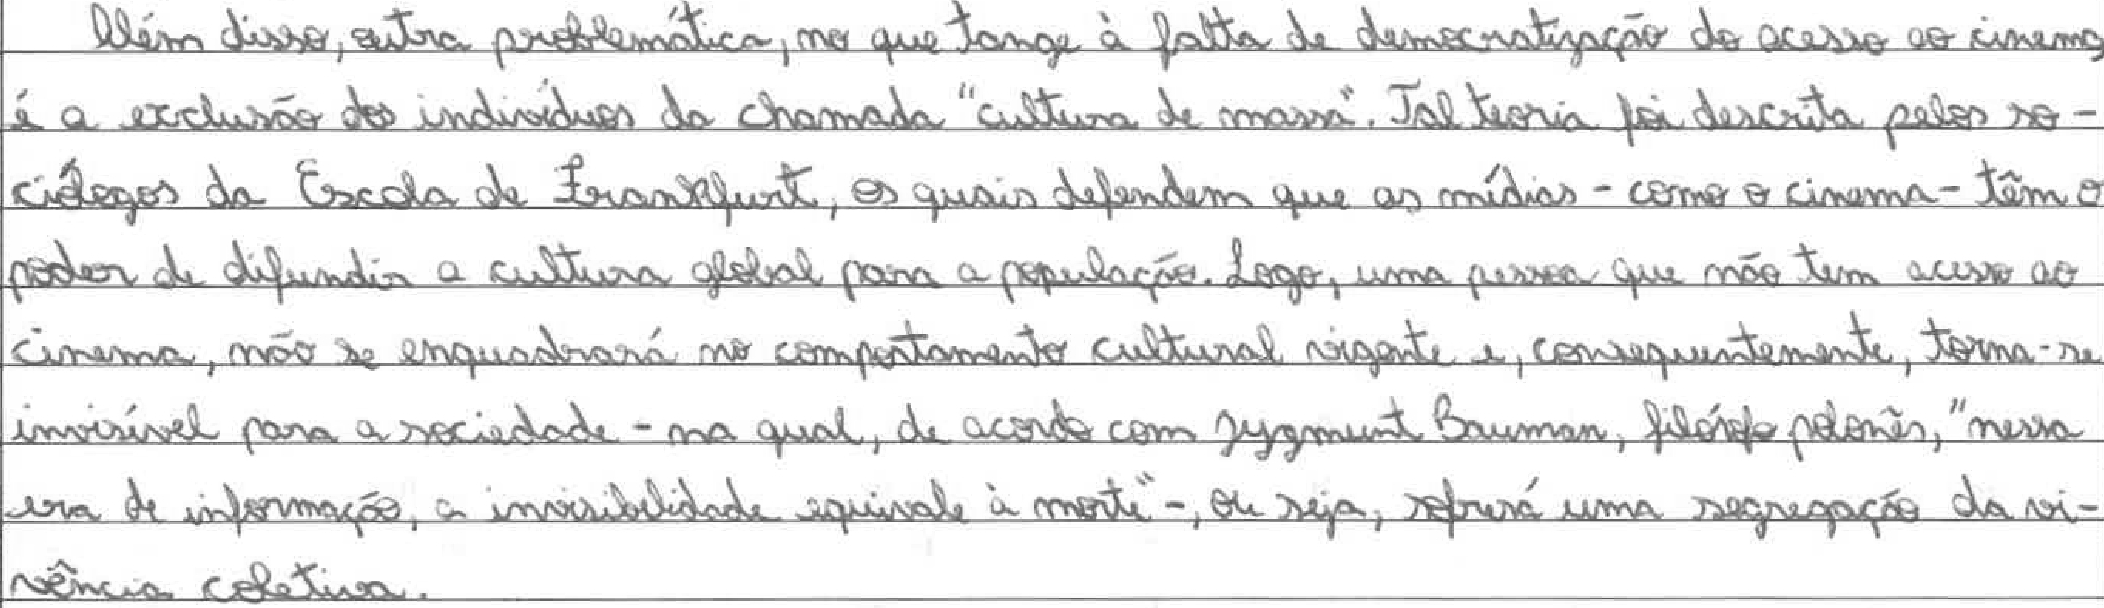 Além disso, outra problemática, no que tange à falta de democratização do acesso ao cinema,
é a exclusão dos indivíduos da chamada "cultura de massa". Tal teoria foi descrita pelos so-
ciólogos da Escola de Frankfurt, os quais defendem que as mídias - como o cinema - têm o
poder de difundir a cultura global para a população. Logo, uma pessoa que não tem acesso ao
cinema, não se enquadrará no comportamento cultural vigente e, consequentemente, torna-se
invisível para a sociedade - na qual, de acordo com Zygmunt Bauman, filósofo polonês, "nessa
era de informação, a invisibilidade equivale à morte" -, ou seja, sofrerá uma segregação da vi-
vência coletiva.